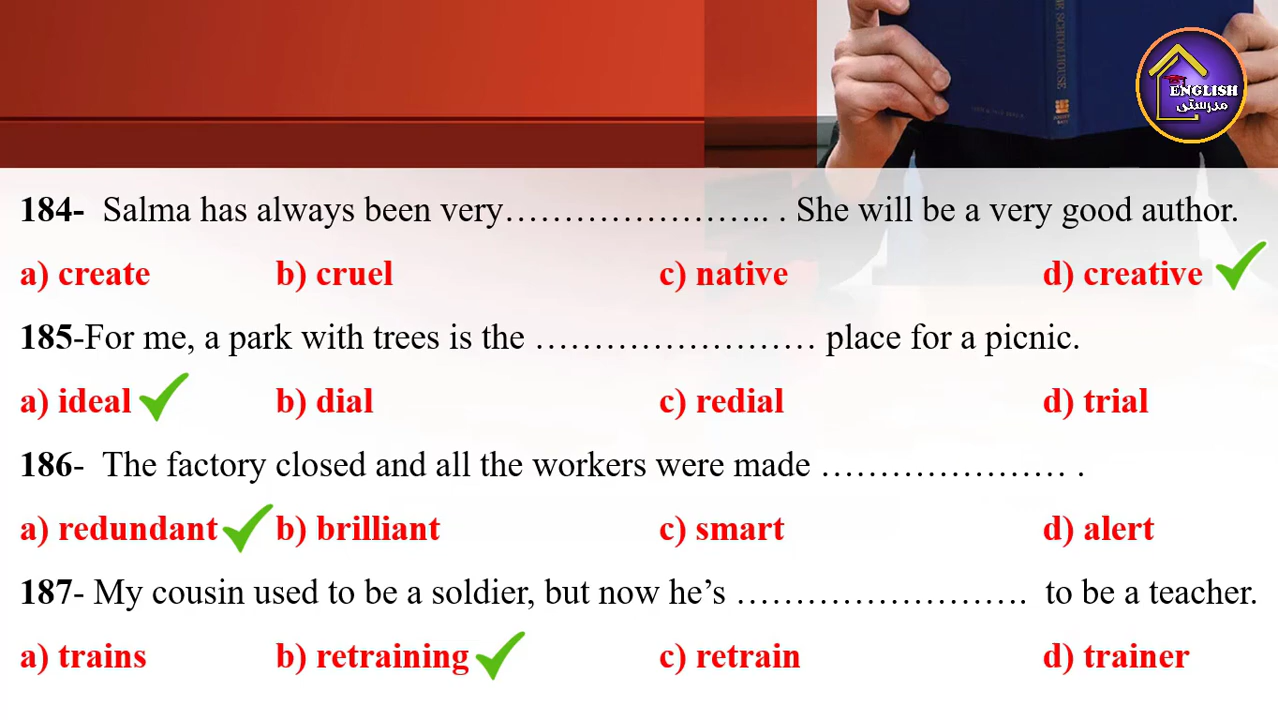 ENGLISH
مدرستي
184- Salma has always been very…………………….. . She will be a very good author.
a) create b) cruel c) native d) creative
185-For me, a park with trees is the …………………… place for a picnic.
a) ideal b) dial c) redial d) trial
186- The factory closed and all the workers were made ………………… .
a) redundant b) brilliant c) smart d) alert
187- My cousin used to be a soldier, but now he’s ……………………. to be a teacher.
a) trains b) retraining c) retrain d) trainer